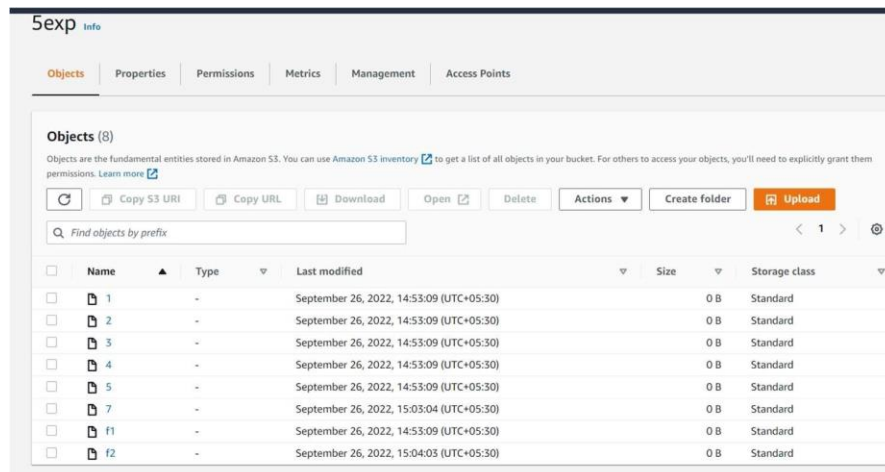 5exp Info
Objects Properties Permissions Metrics Management Access Points
Objects (8)
Objects are the fundamental entities stored in Amazon S3. You can use Amazon S3 inventory to get a list of all objects in your bucket. For others to access your objects, you'll need to explicitly grant them
permissions. Learn more
Copy S3 URI Copy URL Download Open Delete Actions Create folder Upload
Find objects by prefix 1
Name Type Last modified Size Storage class
1 - September 26, 2022, 14:53:09 (UTC+05:30) 0 B Standard
2 - September 26, 2022, 14:53:09 (UTC+05:30) 0 B Standard
3 - September 26, 2022, 14:53:09 (UTC+05:30) 0 B Standard
4 - September 26, 2022, 14:53:09 (UTC+05:30) 0 B Standard
5 - September 26, 2022, 14:53:09 (UTC+05:30) 0 B Standard
7 - September 26, 2022, 15:03:04 (UTC+05:30) 0 B Standard
f1 - September 26, 2022, 14:53:09 (UTC+05:30) 0 B Standard
f2 - September 26, 2022, 15:04:03 (UTC+05:30) 0 B Standard